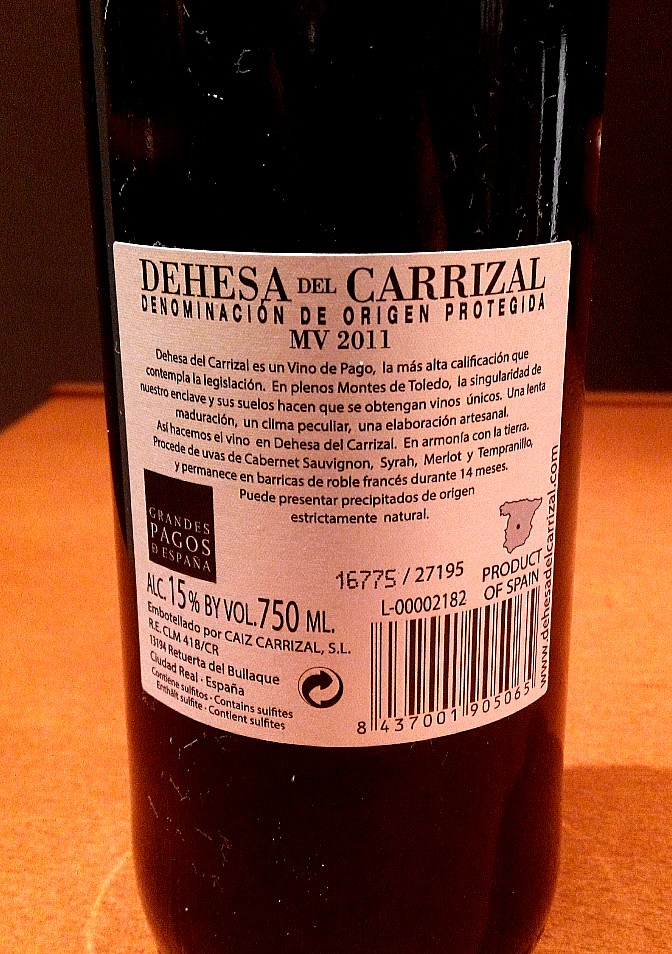 DEHESA DEL CARRIZAL
DENOMINACIÓN DE ORIGEN PROTEGIDA
MV 2011
Dehesa del Carrizal es un Vino de Pago, la más alta calificación que
contempla la legislación. En plenos Montes de Toledo, la singularidad de
nuestro enclave y sus suelos hacen que se obtengan vinos únicos. Una lenta
maduración, un clima peculiar, una elaboración artesanal.
Así hacemos el vino en Dehesa del Carrizal. En armonía con la tierra.
Procede de uvas de Cabernet Sauvignon, Syrah, Merlot y Tempranillo,
y permanece en barricas de roble francés durante 14 meses.
Puede presentar precipitados de origen
estrictamente natural.
GRANDES
PAGOS
D ESPAÑA
16775 / 27195
L-00002182
PRODUCT
OF SPAIN
ALC. 15% BY VOL. 750 ML.
Embotellado por CAIZ CARRIZAL, S.L.
R.E. CLM 418/CR
13194 Retuerta del Bullaque
Ciudad Real · España
Contiene sulfitos · Contains sulfites
Enthält sulfite · Contient sulfites
8 437001 905065
www.dehesadelcarrizal.com